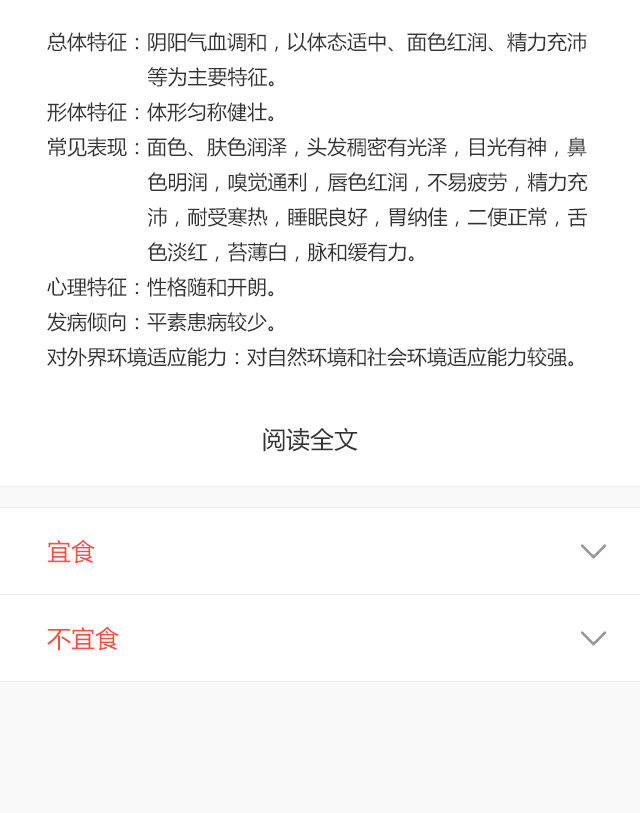 总体特征：阴阳气血调和，以体态适中、面色红润、精力充沛
等为主要特征。
形体特征：体形匀称健壮。
常见表现：面色、肤色润泽，头发稠密有光泽，目光有神，鼻
色明润，嗅觉通利，唇色红润，不易疲劳，精力充
沛，耐受寒热，睡眠良好，胃纳佳，二便正常，舌
色淡红，苔薄白，脉和缓有力。
心理特征：性格随和开朗。
发病倾向：平素患病较少。
对外界环境适应能力：对自然环境和社会环境适应能力较强。
阅读全文
宜食
不宜食